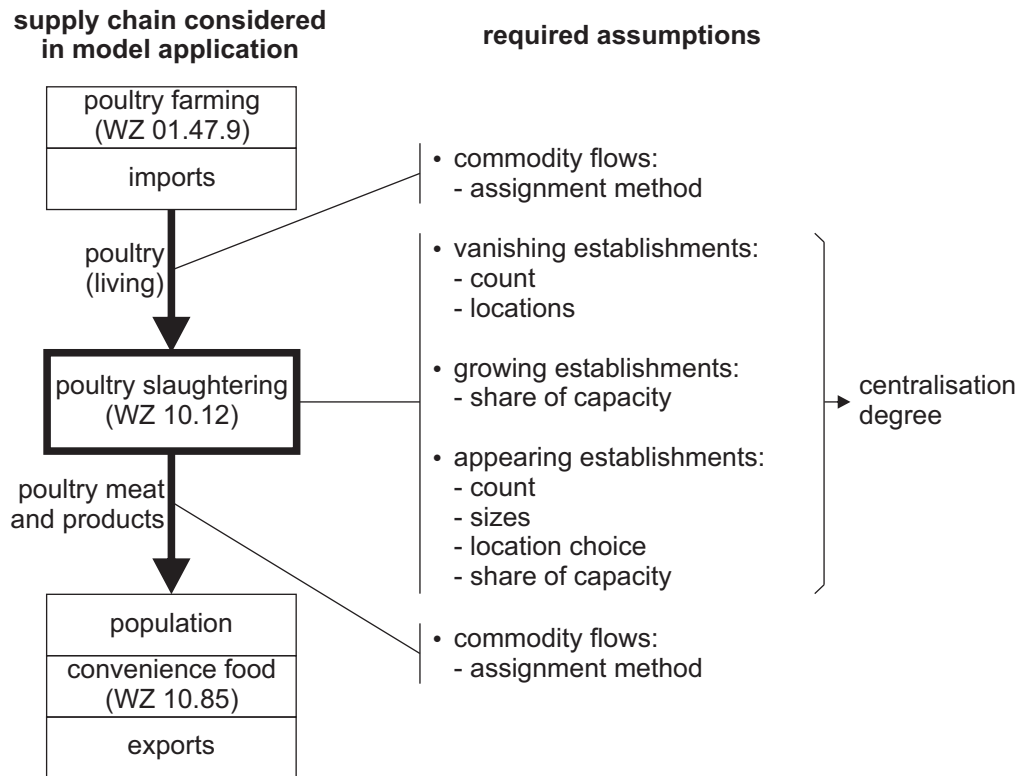 supply chain considered
in model application
poultry farming
(WZ 01.47.9)
imports
poultry
(living)
poultry slaughtering
(WZ 10.12)
poultry meat
and products
population
convenience food
(WZ 10.85)
exports
required assumptions
• commodity flows:
- assignment method
• vanishing establishments:
- count
- locations
• growing establishments:
- share of capacity
• appearing establishments:
- count
- sizes
- location choice
- share of capacity
• commodity flows:
- assignment method
centralisation
degree